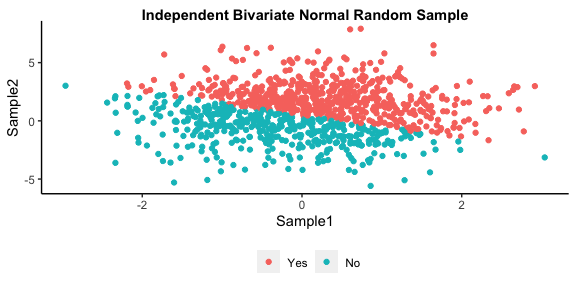 Independent Bivariate Normal Random Sample
Sample2
5
0
-5
-2
0
2
Sample1
Yes
No